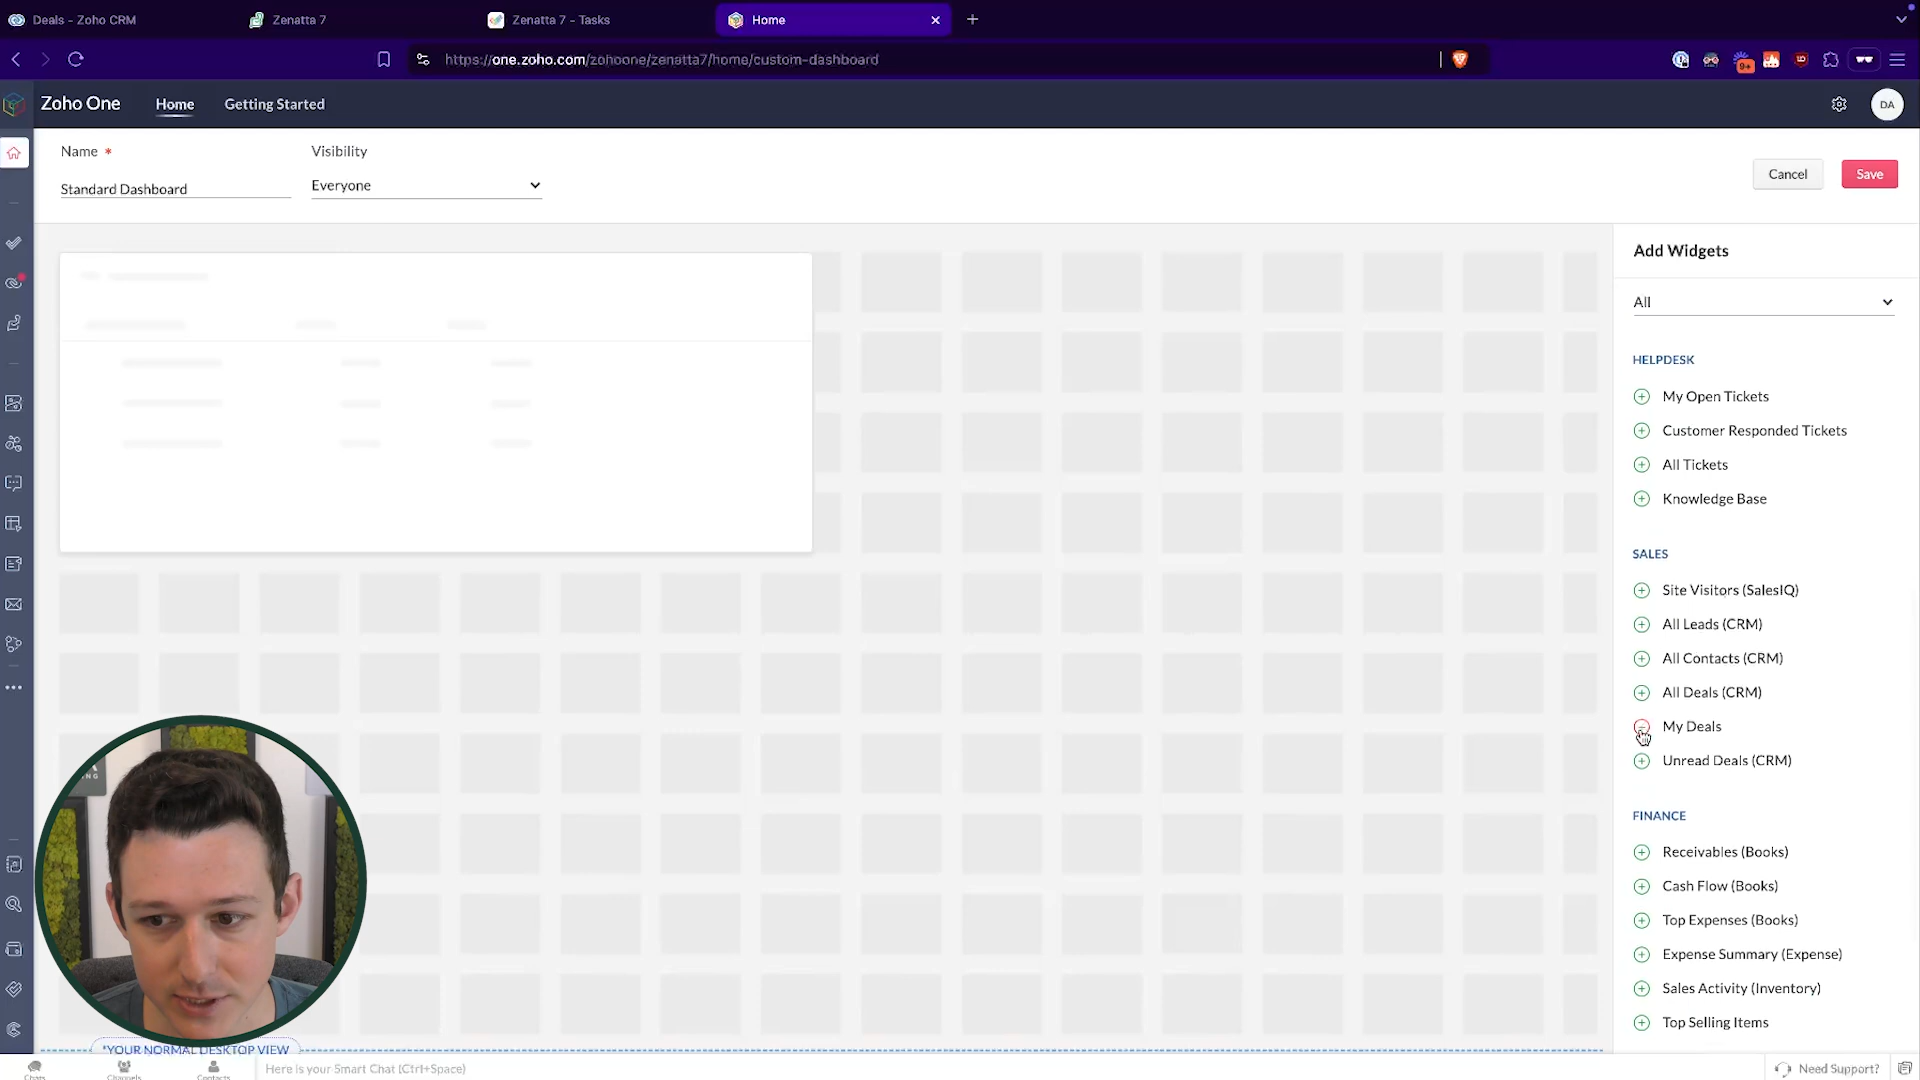 Deals - Zoho CRM
Zenatta 7
Zenatta 7 - Tasks
Home
https://one.zoho.com/zohoone/zenatta7/home/custom-dashboard
9+
Zoho One
Home
Getting Started
DA
Name *
Visibility
Standard Dashboard
Everyone
Cancel
Save
Add Widgets
All
HELPDESK
My Open Tickets
Customer Responded Tickets
All Tickets
Knowledge Base
SALES
Site Visitors (SalesIQ)
All Leads (CRM)
All Contacts (CRM)
All Deals (CRM)
My Deals
Unread Deals (CRM)
FINANCE
Receivables (Books)
Cash Flow (Books)
Top Expenses (Books)
Expense Summary (Expense)
Sales Activity (Inventory)
Top Selling Items
*YOUR NORMAL DESKTOP VIEW
Chats
Channels
Contacts
Here is your Smart Chat (Ctrl+Space)
Need Support?